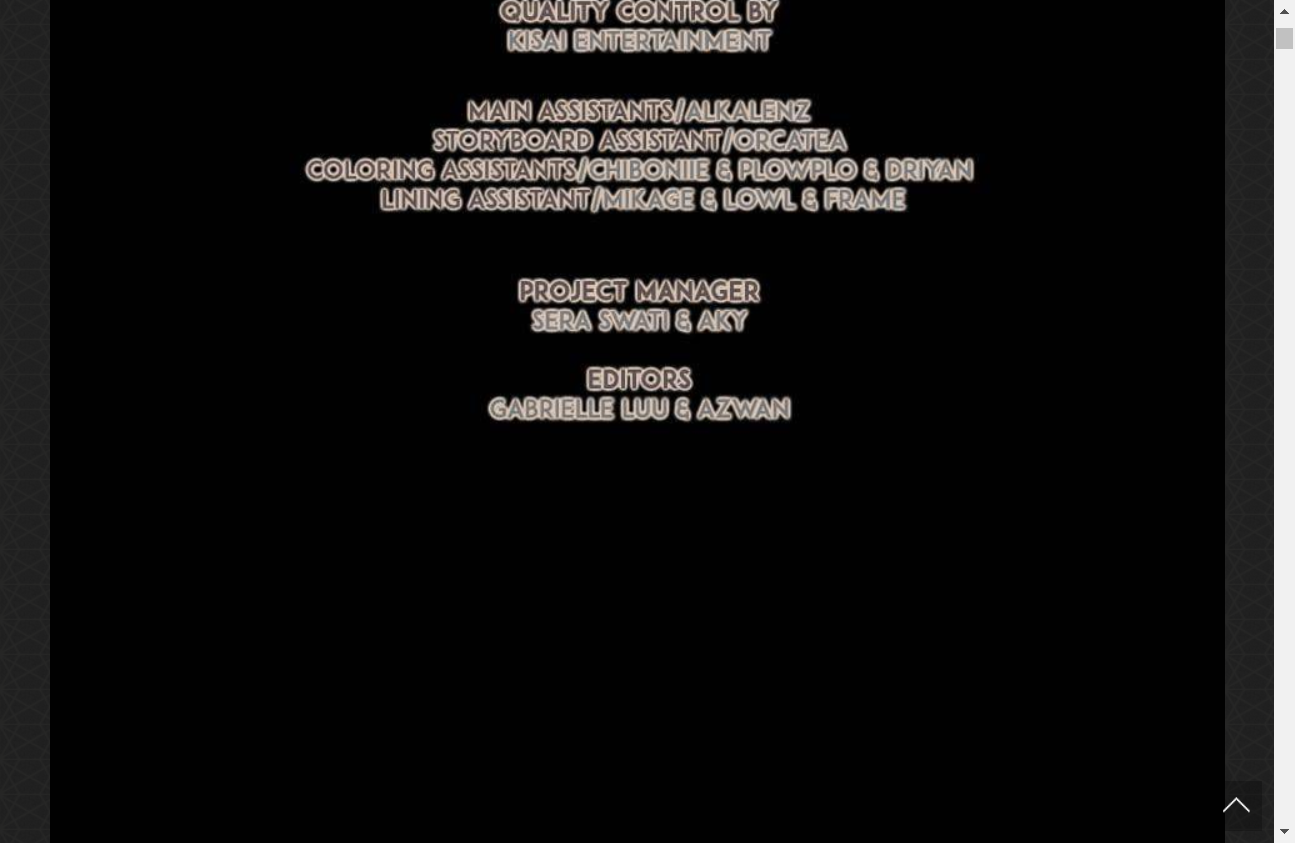 QUALITY CONTROL BY
KISAI ENTERTAINMENT
MAIN ASSISTANTS/ALKALENZ
STORYBOARD ASSISTANT/ORCATEA
COLORING ASSISTANTS/CHIBONIIE & PLOWPLO & DRIYAN
LINING ASSISTANT/MIKAGE & LOWL & FRAME
PROJECT MANAGER
SERA SWATI & AKY
EDITORS
GABRIELLE LUU & AZWAN